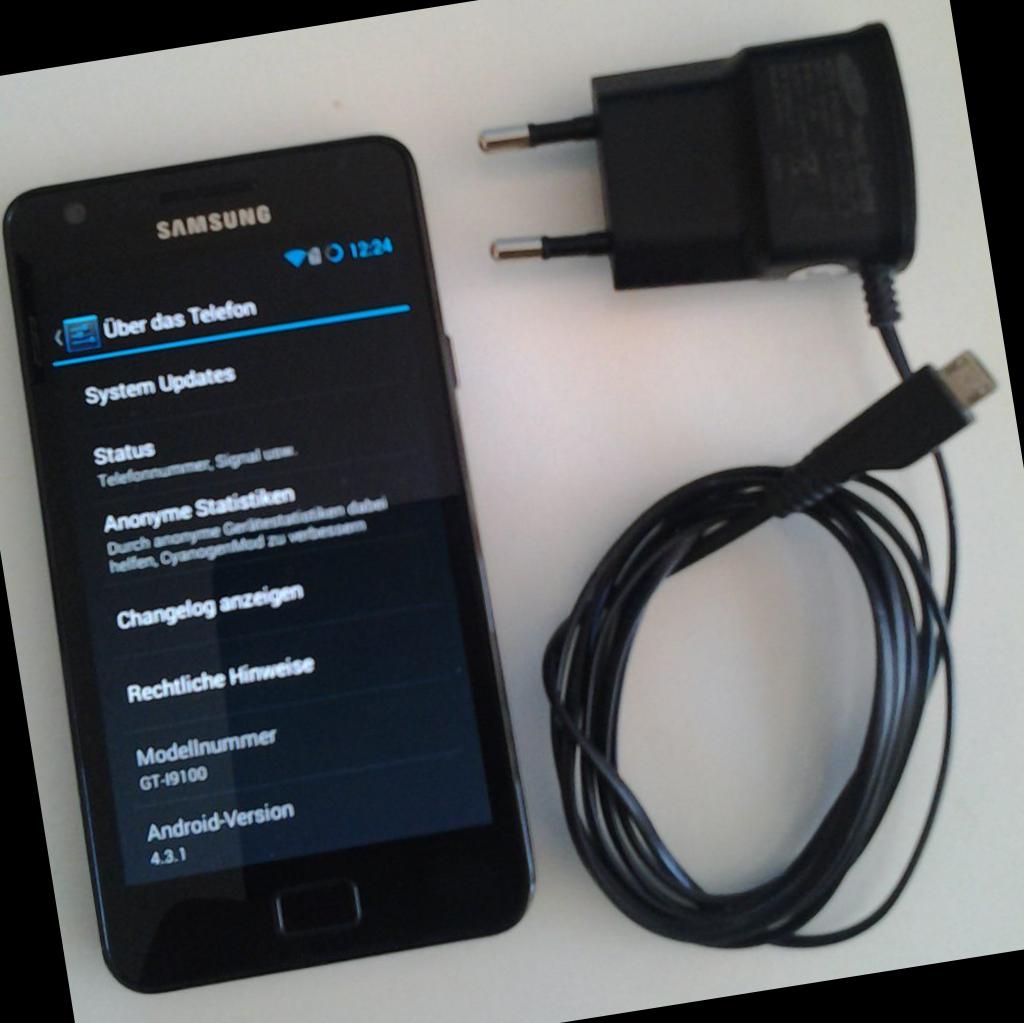 SAMSUNG
12:24
Über das Telefon
System Updates
Status
Telefonnummer, Signal usw.
Anonyme Statistiken
Durch anonyme Gerätestatistiken dabei
helfen, CyanogenMod zu verbessern
Changelog anzeigen
Rechtliche Hinweise
Modellnummer
GT-I9100
Android-Version
4.3.1